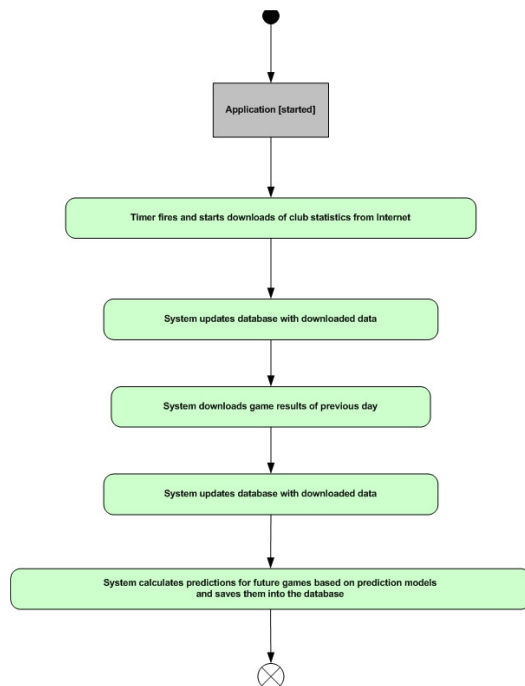 Application [started]
Timer fires and starts downloads of club statistics from Internet
System updates database with downloaded data
System downloads game results of previous day
System updates database with downloaded data
System calculates predictions for future games based on prediction models
and saves them into the database